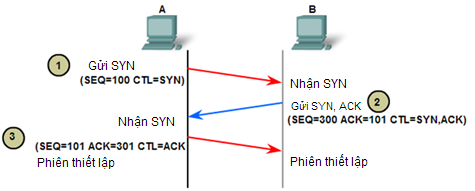 A
B
1
Gửi SYN
(SEQ=100 CTL=SYN)
Nhận SYN
Gửi SYN, ACK
2
(SEQ=300 ACK=101 CTL=SYN,ACK)
Nhận SYN
3
(SEQ=101 ACK=301 CTL=ACK
Phiên thiết lập
Phiên thiết lập